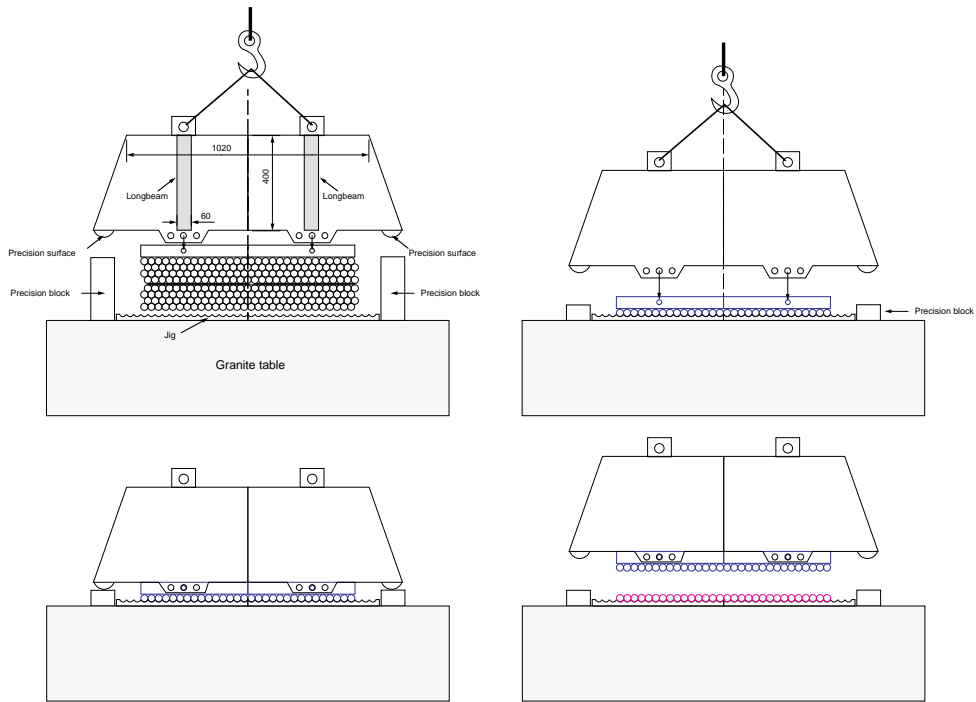 1020
400
Longbeam
Longbeam
60
Precision surface
Precision surface
Precision block
Precision block
Jig
Granite table
Precision block